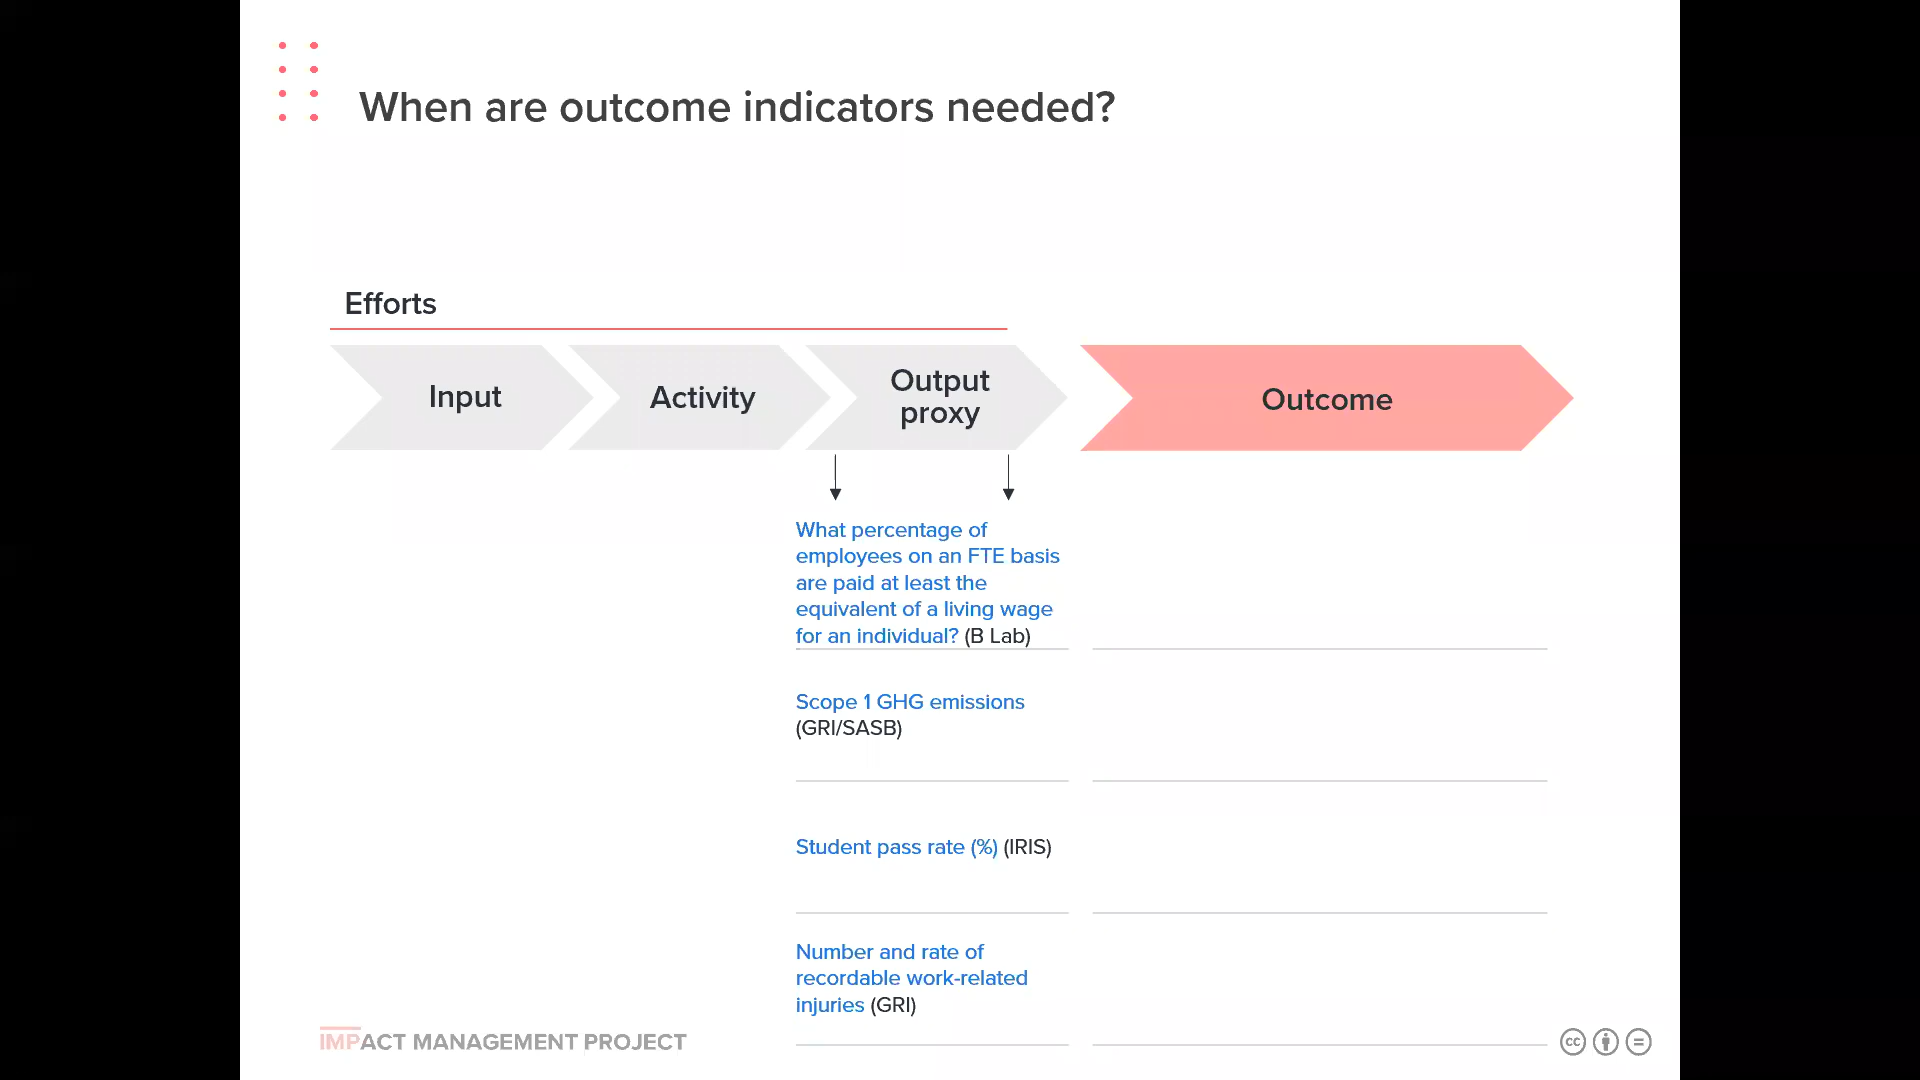 When are outcome indicators needed?
Efforts
Input
Activity
Output
proxy
Outcome
What percentage of
employees on an FTE basis
are paid at least the
equivalent of a living wage
for an individual? (B Lab)
Scope 1 GHG emissions
(GRI/SASB)
Student pass rate (%) (IRIS)
Number and rate of
recordable work-related
injuries (GRI)
IMPACT MANAGEMENT PROJECT
cc